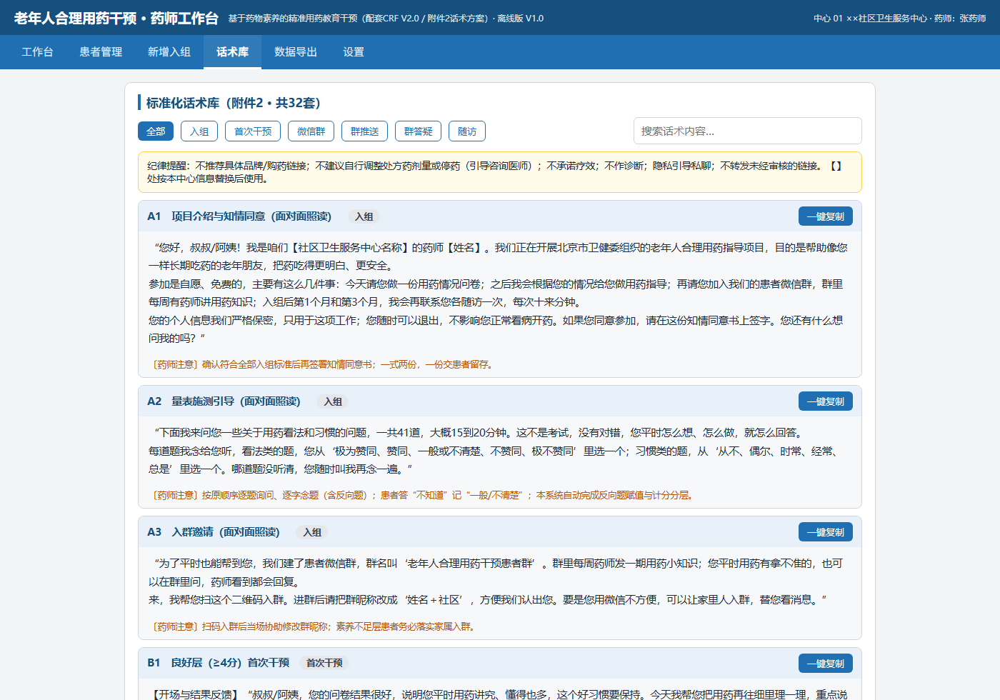 老年人合理用药干预 • 药师工作台 基于药物素养的精准用药教育干预（配套CRF V2.0 / 附件2话术方案）· 离线版 V1.0 中心 01 ××社区卫生服务中心 · 药师：张药师
工作台 患者管理 新增入组 话术库 数据导出 设置
标准化话术库（附件2 • 共32套）
全部 入组 首次干预 微信群 群推送 群答疑 随访 搜索话术内容...
纪律提醒：不推荐具体品牌/购药链接；不建议自行调整处方药剂量或停药（引导咨询医师）；不承诺疗效；不作诊断；隐私引导私聊；不转发未经审核的链接。【】
处按本中心信息替换后使用。
A1 项目介绍与知情同意（面对面照读） 入组 一键复制
“您好，叔叔/阿姨！我是咱们【社区卫生服务中心名称】的药师【姓名】。我们正在开展北京市卫健委组织的老年人合理用药指导项目，目的是帮助像您
一样长期吃药的老年朋友，把药吃得更明白、更安全。
参加是自愿、免费的，主要有这么几件事：今天请您做一份用药情况问卷；之后我会根据您的情况给您做用药指导；再请您加入我们的患者微信群，群里
每周有药师讲用药知识；入组后第1个月和第3个月，我会再联系您各随访一次，每次十来分钟。
您的个人信息我们严格保密，只用于这项工作；您随时可以退出，不影响您正常看病开药。如果您同意参加，请在这份知情同意书上签字。您还有什么想
问我的吗？”
〔药师注意〕确认符合全部入组标准后再签署知情同意书；一式两份，一份交患者留存。
A2 量表施测引导（面对面照读） 入组 一键复制
“下面我来问您一些关于用药看法和习惯的问题，一共41道，大概15到20分钟。这不是考试，没有对错，您平时怎么想、怎么做，就怎么回答。
每道题我念给您听，看法类的题，您从‘极为赞同、赞同、一般或不清楚、不赞同、极不赞同’里选一个；习惯类的题，从‘从不、偶尔、时常、经常、
总是’里选一个。哪道题没听清，您随时叫我再念一遍。”
〔药师注意〕按原顺序逐题询问、逐字念题（含反向题）；患者答“不知道”记“一般/不清楚”；本系统自动完成反向题赋值与计分分层。
A3 入群邀请（面对面照读） 入组 一键复制
“为了平时也能帮到您，我们建了患者微信群，群名叫‘老年人合理用药干预患者群’。群里每周药师发一期用药小知识；您平时用药有拿不准的，也可
以在群里问，药师看到都会回复。
来，我帮您扫这个二维码入群。进群后请把群昵称改成‘姓名＋社区’，方便我们认出您。要是您用微信不方便，可以让家里人入群，替您看消息。”
〔药师注意〕扫码入群后当场协助修改群昵称；素养不足层患者务必落实家属入群。
B1 良好层（≥4分）首次干预 首次干预 一键复制
【开场与结果反馈】“叔叔/阿姨，您的问卷结果很好，说明您平时用药讲究、懂得也多，这个好习惯要保持。今天我帮您把用药再往细里理一理，重点说